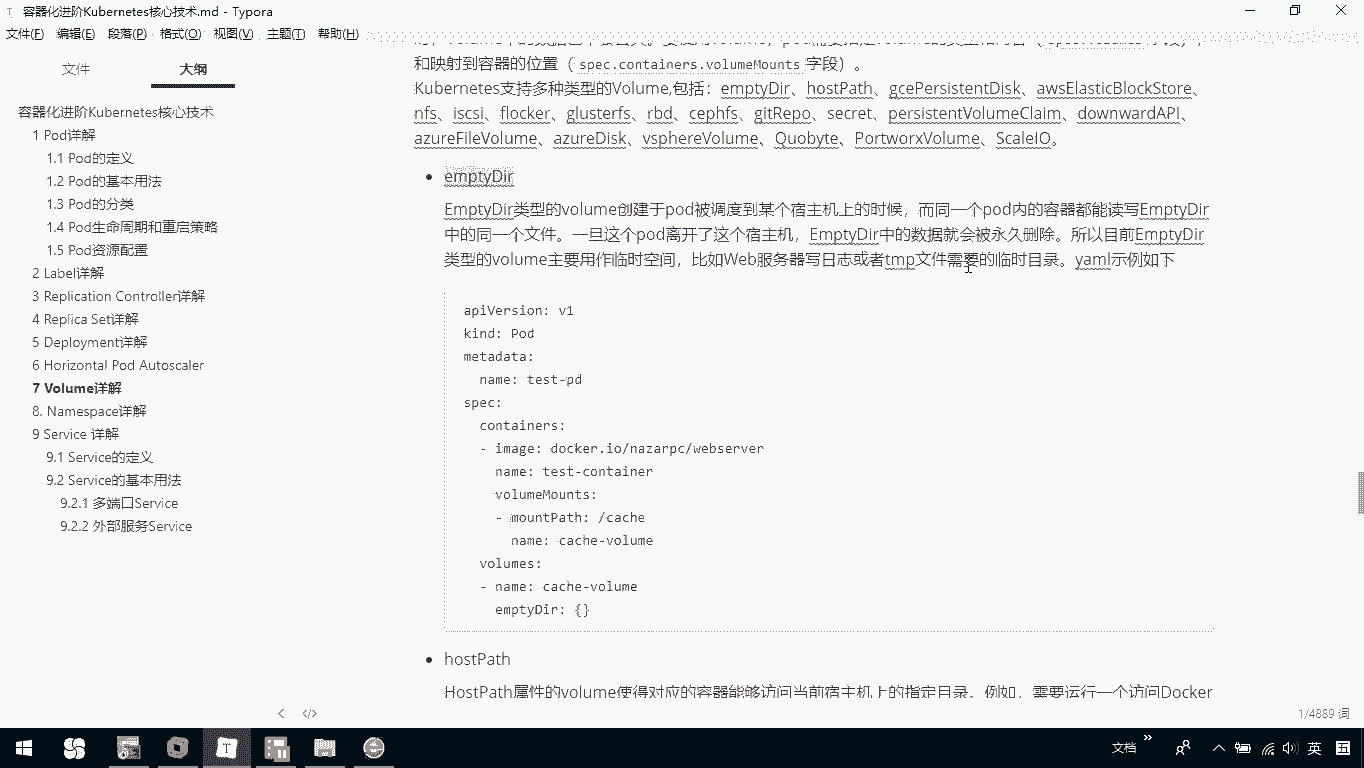 容器化进阶Kubernetes核心技术.md - Typora
文件(F) 编辑(E) 段落(P) 格式(O) 视图(V) 主题(T) 帮助(H)
文件 大纲
容器化进阶Kubernetes核心技术
1 Pod详解
1.1 Pod的定义
1.2 Pod的基本用法
1.3 Pod的分类
1.4 Pod生命周期和重启策略
1.5 Pod资源配置
2 Label详解
3 Replication Controller详解
4 Replica Set详解
5 Deployment详解
6 Horizontal Pod Autoscaler
7 Volume详解
8. Namespace详解
9 Service 详解
9.1 Service的定义
9.2 Service的基本用法
9.2.1 多端口Service
9.2.2 外部服务Service
和映射到容器的位置（ spec.containers.volumeMounts 字段）。
Kubernetes支持多种类型的Volume,包括：emptyDir、hostPath、gcePersistentDisk、awsElasticBlockStore、
nfs、iscsi、flocker、glusterfs、rbd、cephfs、gitRepo、secret、persistentVolumeClaim、downwardAPI、
azureFileVolume、azureDisk、vsphereVolume、Quobyte、PortworxVolume、ScaleIO。
emptyDir
EmptyDir类型的volume创建于pod被调度到某个宿主机上的时候，而同一个pod内的容器都能读写EmptyDir
中的同一个文件。一旦这个pod离开了这个宿主机，EmptyDir中的数据就会被永久删除。所以目前EmptyDir
类型的volume主要用作临时空间，比如Web服务器写日志或者tmp文件需要的临时目录。yaml示例如下
apiVersion: v1
kind: Pod
metadata:
name: test-pd
spec:
containers:
- image: docker.io/nazarpc/webserver
name: test-container
volumeMounts:
- mountPath: /cache
name: cache-volume
volumes:
- name: cache-volume
emptyDir: {}
hostPath
HostPath属性的volume使得对应的容器能够访问当前宿主机上的指定目录。例如，需要运行一个访问Docker
1/4889 词
文档 英 五